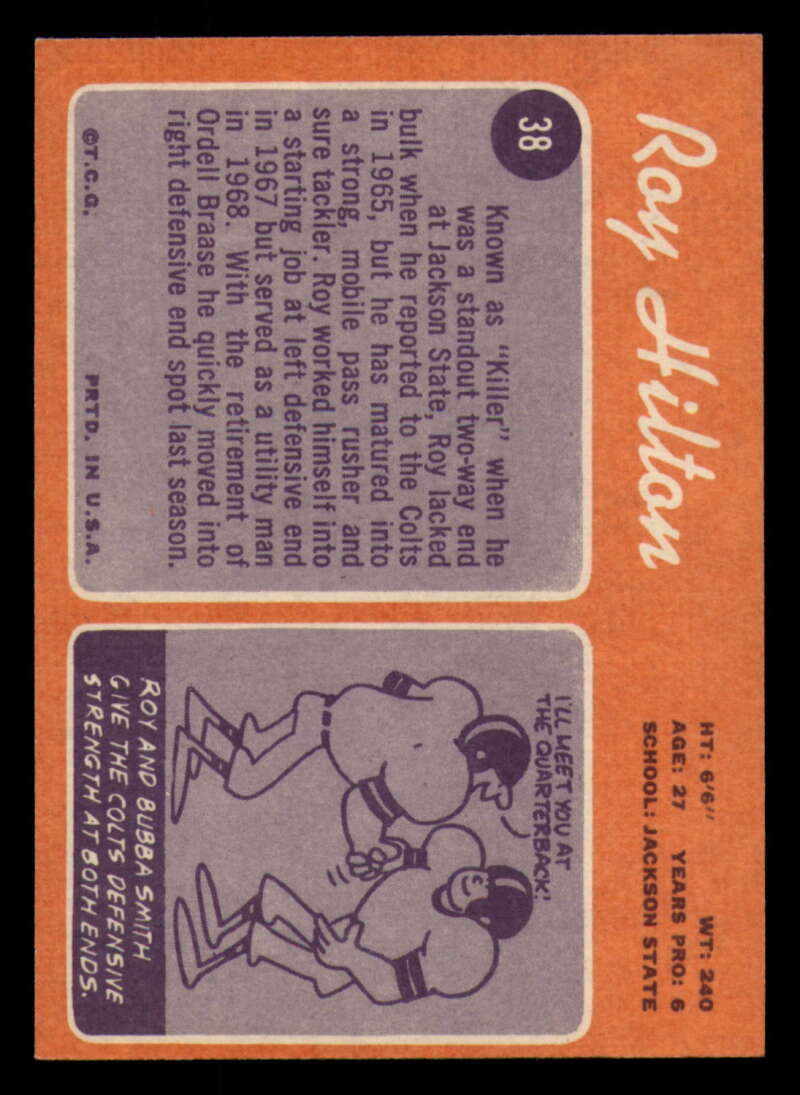 Roy Hilton
HT: 6'6" WT: 240
AGE: 27 YEARS PRO: 6
SCHOOL: JACKSON STATE
38
Known as "Killer" when he
was a standout two-way end
at Jackson State, Roy lacked
bulk when he reported to the Colts
in 1965, but he has matured into
a strong, mobile pass rusher and
sure tackler. Roy worked himself into
a starting job at left defensive end
in 1967 but served as a utility man
in 1968. With the retirement of
Ordell Braase he quickly moved into
right defensive end spot last season.
©T.C.G. PRTD. IN U.S.A.
I'LL MEET YOU AT
THE QUARTERBACK!
ROY AND BUBBA SMITH
GIVE THE COLTS DEFENSIVE
STRENGTH AT BOTH ENDS.